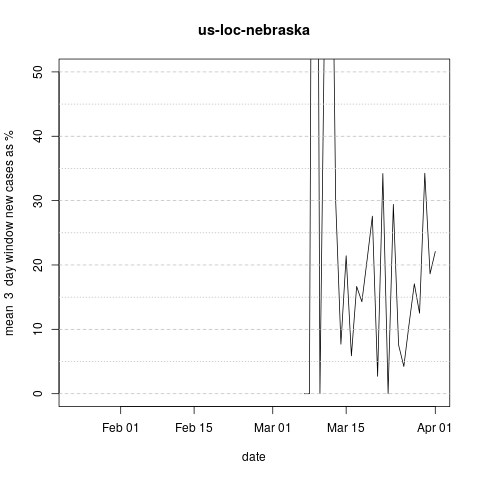 us-loc-nebraska
mean 3 day window new cases as %
50
40
30
20
10
0
Feb 01
Feb 15
Mar 01
Mar 15
Apr 01
date